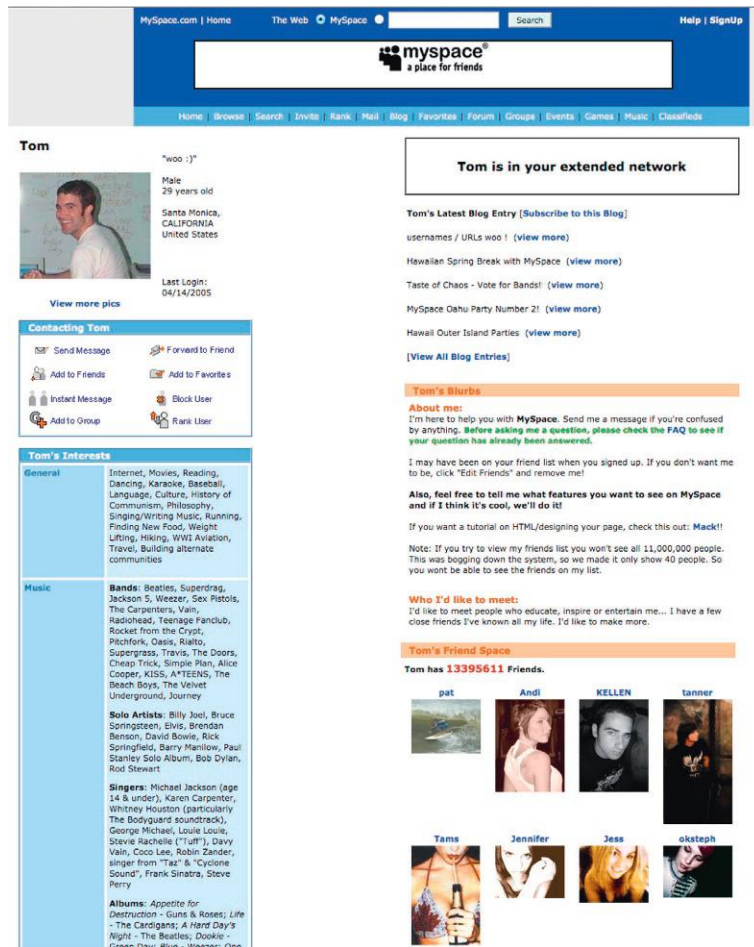 MySpace.com | Home
The Web MySpace
Search
Help | SignUp
myspace®
a place for friends
Home | Browse | Search | Invite | Rank | Mail | Blog | Favorites | Forum | Groups | Events | Games | Music | Classifieds
Tom
"woo :)"
Male
29 years old
Santa Monica,
CALIFORNIA
United States
Last Login:
04/14/2005
View more pics
Contacting Tom
Send Message
Forward to Friend
Add to Friends
Add to Favorites
Instant Message
Block User
Add to Group
Rank User
Tom's Interests
General
Internet, Movies, Reading,
Dancing, Karaoke, Baseball,
Language, Culture, History of
Communism, Philosophy,
Singing/Writing Music, Running,
Finding New Food, Weight
Lifting, Hiking, WWI Aviation,
Travel, Building alternate
communities
Music
Bands: Beatles, Superdrag,
Jackson 5, Weezer, Sex Pistols,
The Carpenters, Vain,
Radiohead, Teenage Fanclub,
Rocket from the Crypt,
Pitchfork, Oasis, Rialto,
Supergrass, Travis, The Doors,
Cheap Trick, Simple Plan, Alice
Cooper, KISS, A*TEENS, The
Beach Boys, The Velvet
Underground, Journey
Solo Artists: Billy Joel, Bruce
Springsteen, Elvis, Brendan
Benson, David Bowie, Rick
Springfield, Barry Manilow, Paul
Stanley Solo Album, Bob Dylan,
Rod Stewart
Singers: Michael Jackson (age
14 & under), Karen Carpenter,
Whitney Houston (particularly
The Bodyguard soundtrack),
George Michael, Louie Louie,
Stevie Rachelle ("Tuff"), Davy
Vain, Coco Lee, Robin Zander,
singer from "Taz" & "Cyclone
Sound", Frank Sinatra, Steve
Perry
Albums: Appetite for
Destruction - Guns & Roses; Life
- The Cardigans; A Hard Day's
Night - The Beatles; Dookie -
Green Day; Blue - Weezer; One
Tom is in your extended network
Tom's Latest Blog Entry [Subscribe to this Blog]
usernames / URLs woo ! (view more)
Hawaiian Spring Break with MySpace (view more)
Taste of Chaos - Vote for Bands! (view more)
MySpace Oahu Party Number 2! (view more)
Hawaii Outer Island Parties (view more)
[View All Blog Entries]
Tom's Blurbs
About me:
I'm here to help you with MySpace. Send me a message if you're confused
by anything. Before asking me a question, please check the FAQ to see if
your question has already been answered.
I may have been on your friend list when you signed up. If you don't want me
to be, click "Edit Friends" and remove me!
Also, feel free to tell me what features you want to see on MySpace
and if I think it's cool, we'll do it!
If you want a tutorial on HTML/designing your page, check this out: Mack!!
Note: If you try to view my friends list you won't see all 11,000,000 people.
This was bogging down the system, so we made it only show 40 people. So
you wont be able to see the friends on my list.
Who I'd like to meet:
I'd like to meet people who educate, inspire or entertain me... I have a few
close friends I've known all my life. I'd like to make more.
Tom's Friend Space
Tom has 13395611 Friends.
pat
Andi
KELLEN
tanner
Tams
Jennifer
Jess
oksteph